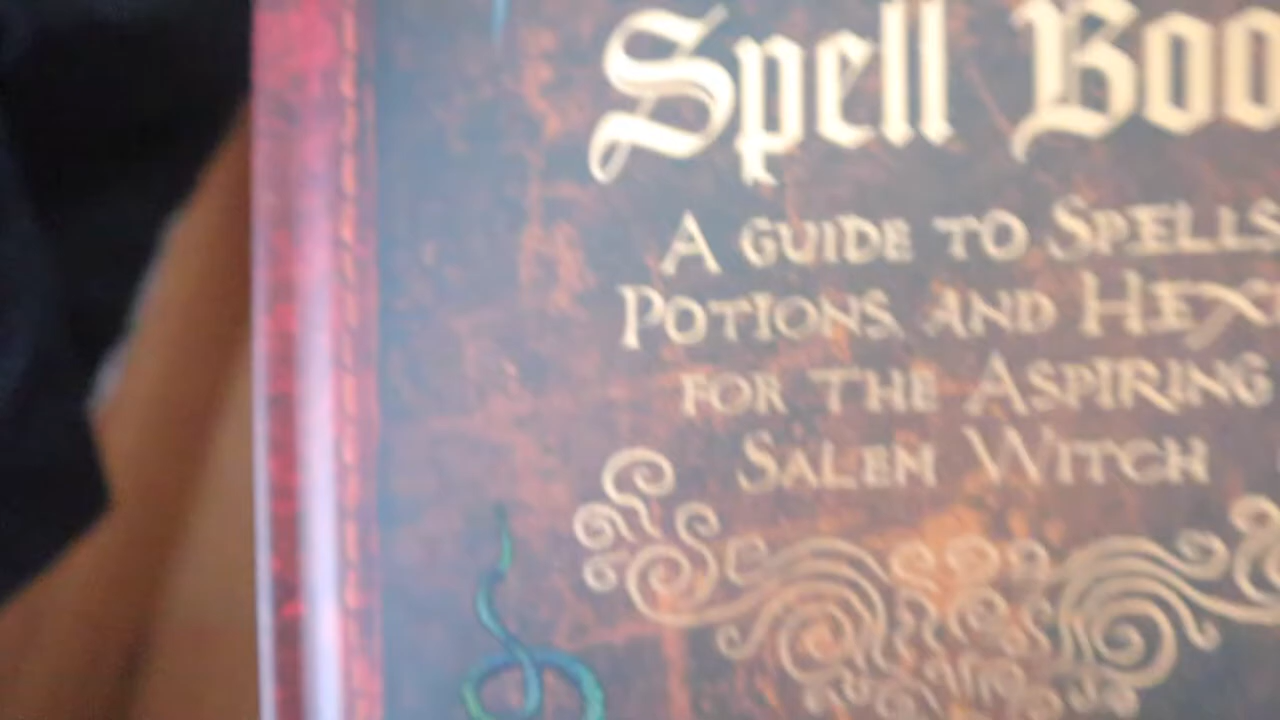 Spell Boo
A GUIDE TO SPELLS
POTIONS AND HEX
FOR THE ASPIRING
SALEM WITCH